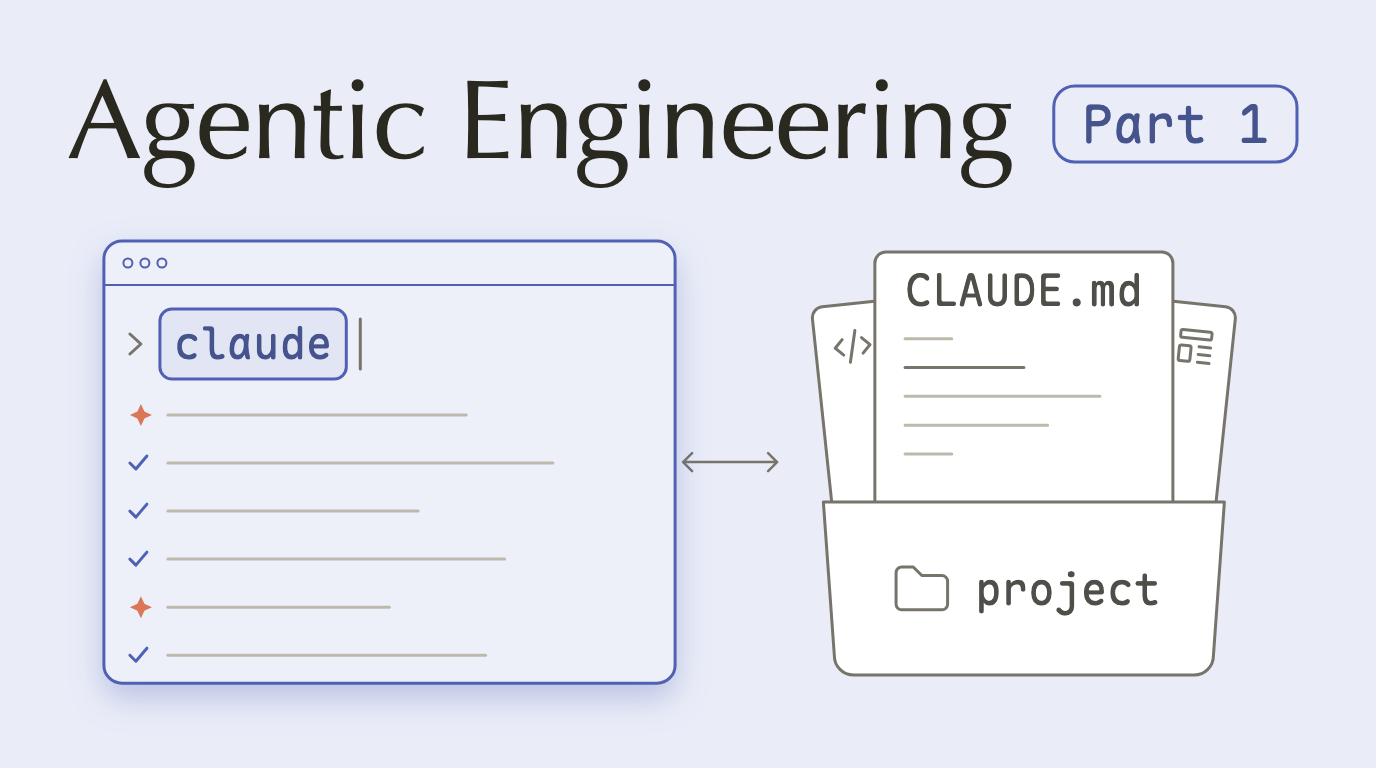 Agentic Engineering
Part 1
> claude
CLAUDE.md
</>
project